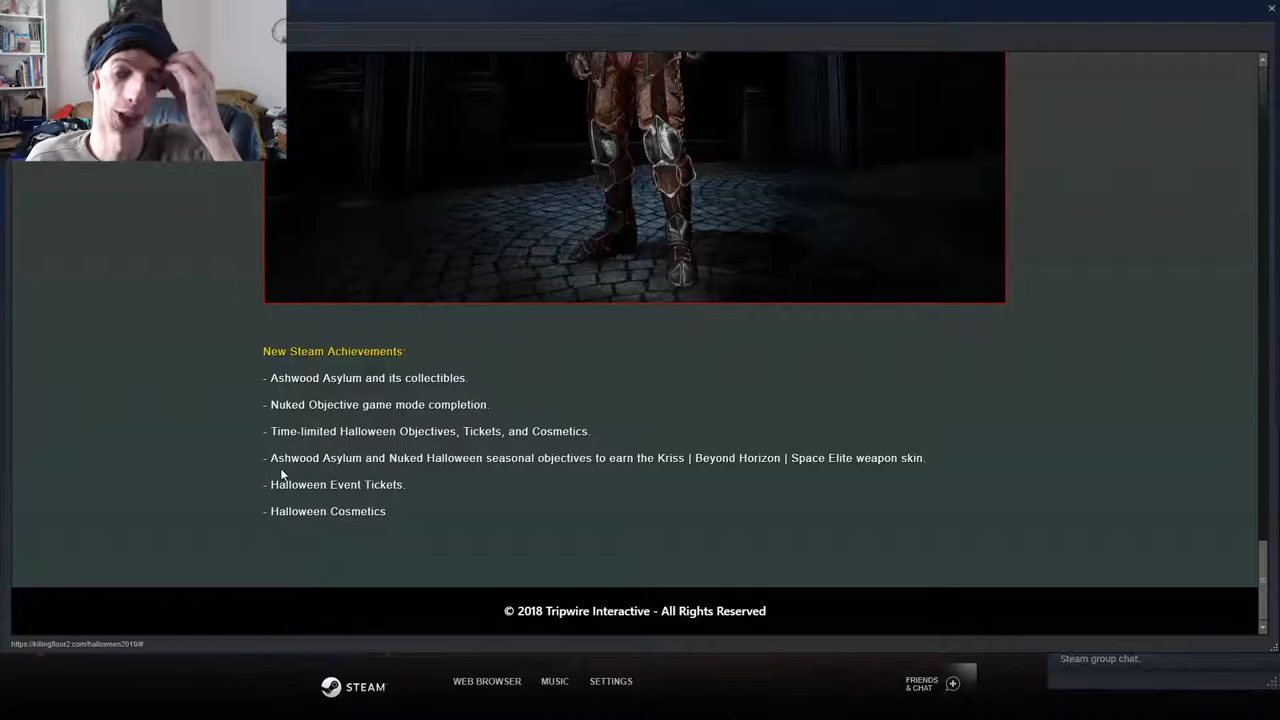 New Steam Achievements:
- Ashwood Asylum and its collectibles.
- Nuked Objective game mode completion.
- Time-limited Halloween Objectives, Tickets, and Cosmetics.
- Ashwood Asylum and Nuked Halloween seasonal objectives to earn the Kriss | Beyond Horizon | Space Elite weapon skin.
- Halloween Event Tickets.
- Halloween Cosmetics
© 2018 Tripwire Interactive - All Rights Reserved
https://killingfloor2.com/halloween2019/#
Steam group chat.
STEAM
WEB BROWSER
MUSIC
SETTINGS
FRIENDS
& CHAT